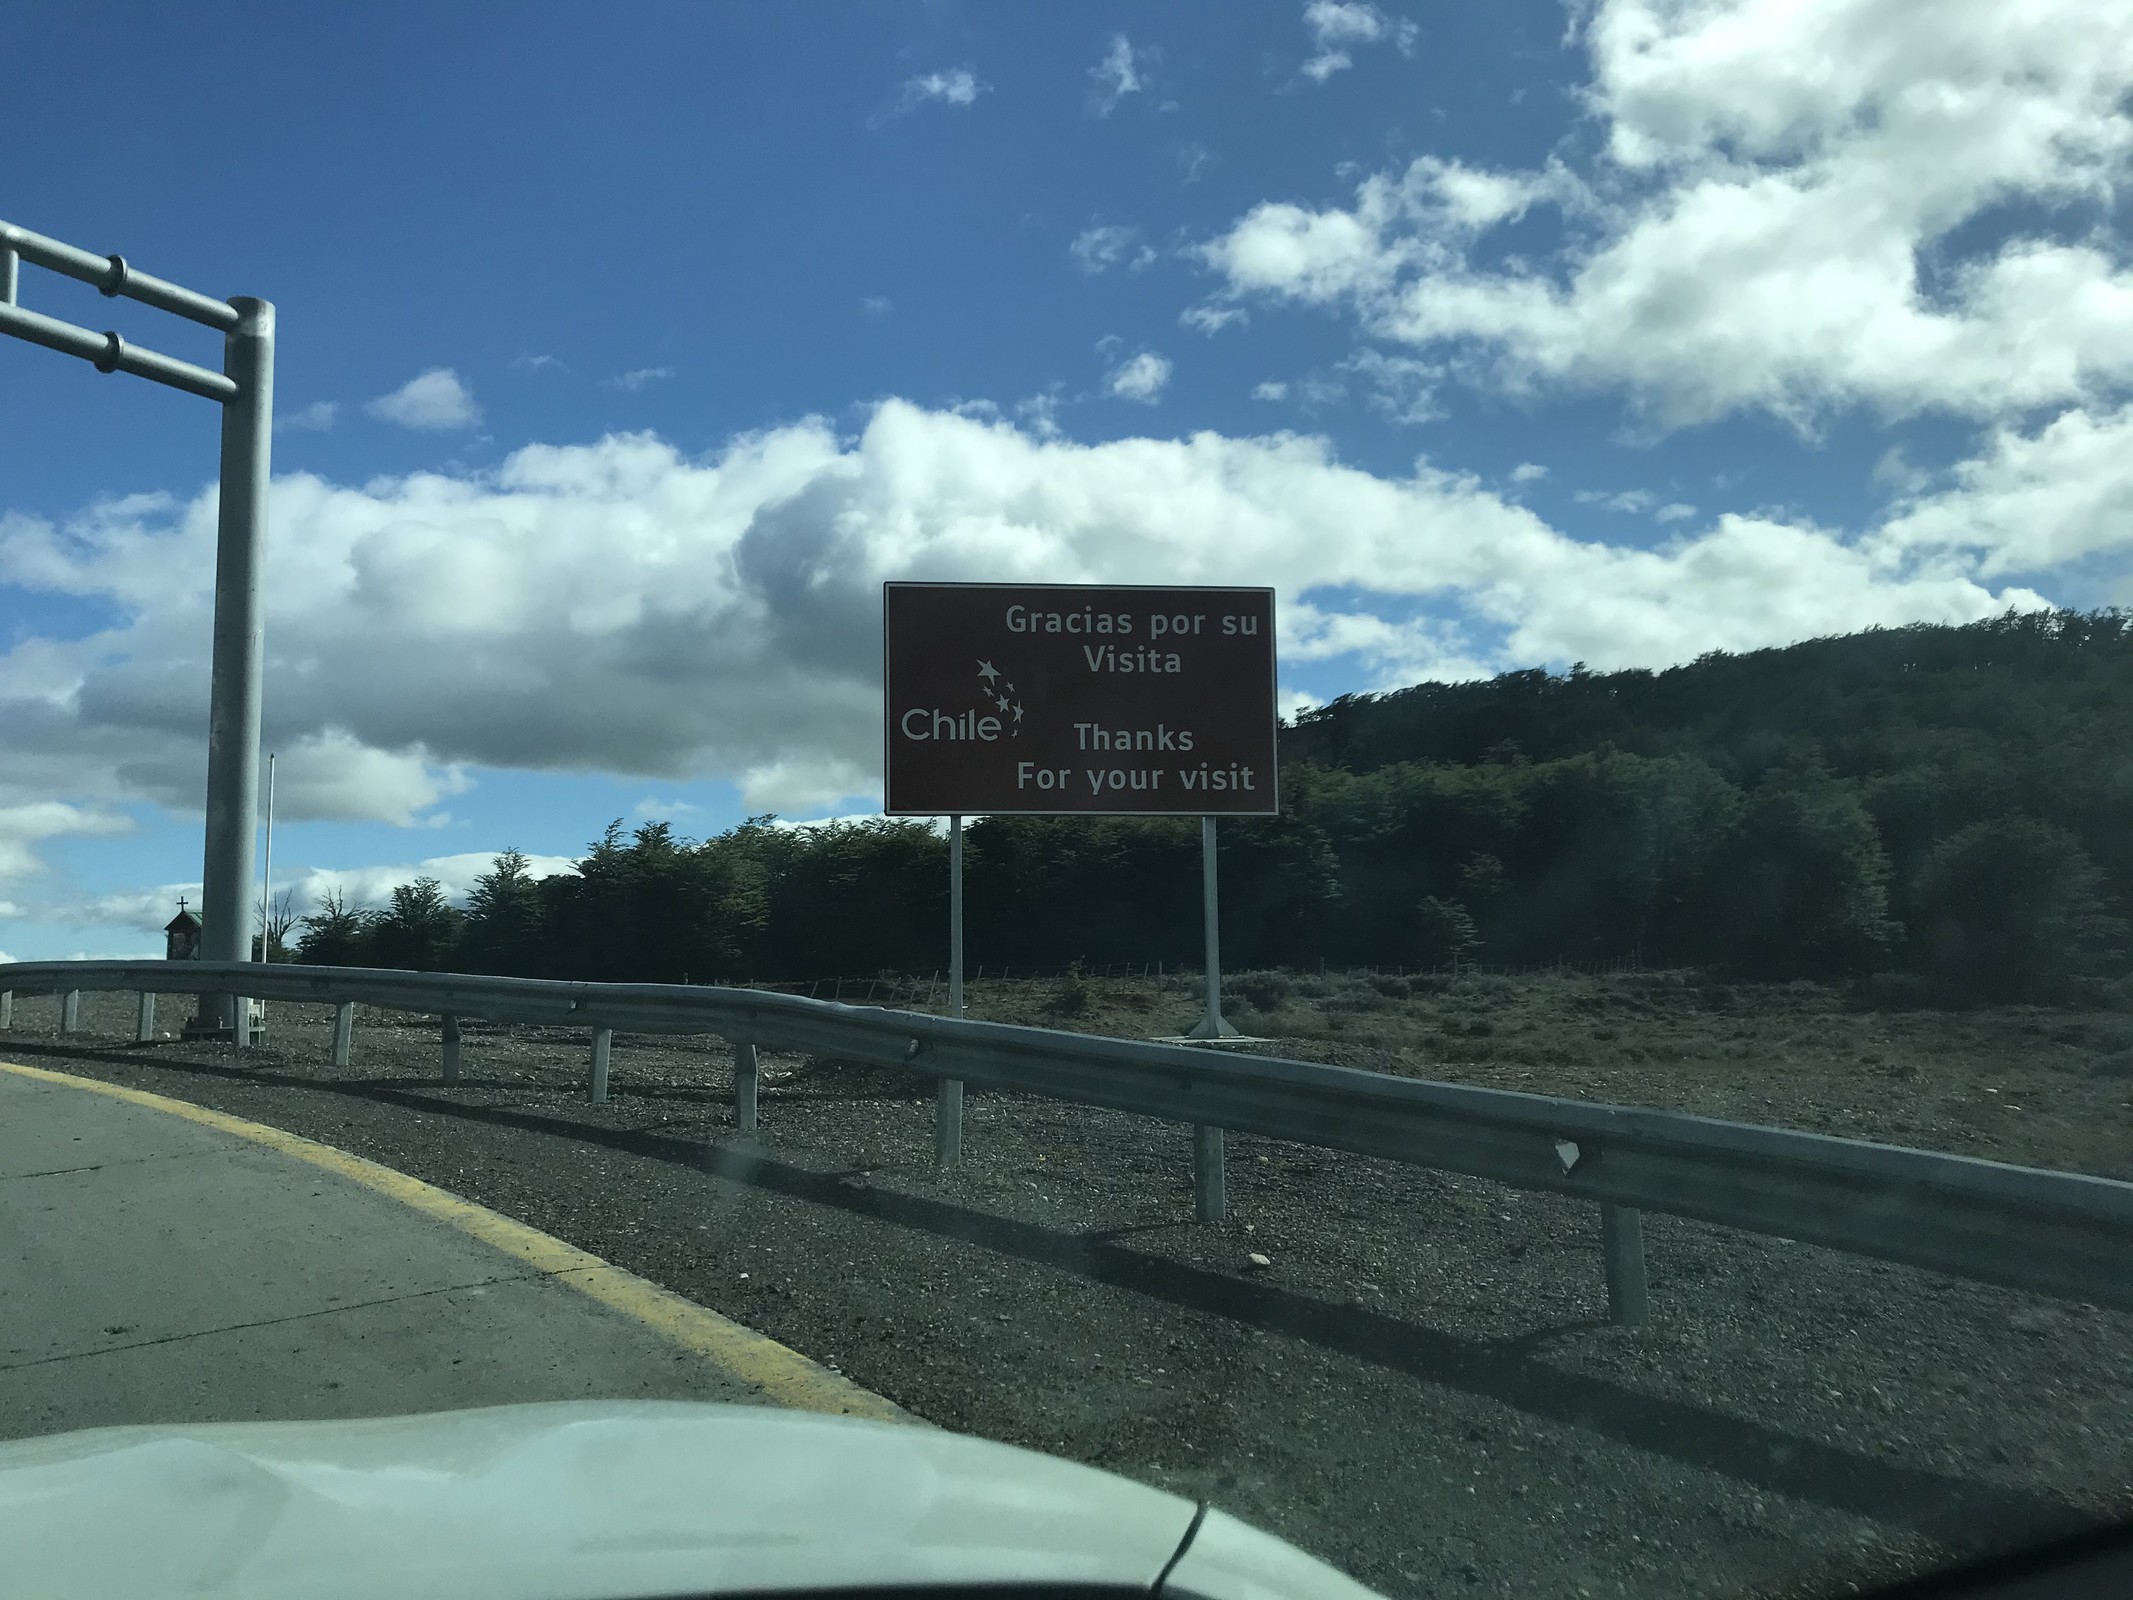 Chile
Gracias por su
Visita
Thanks
For your visit